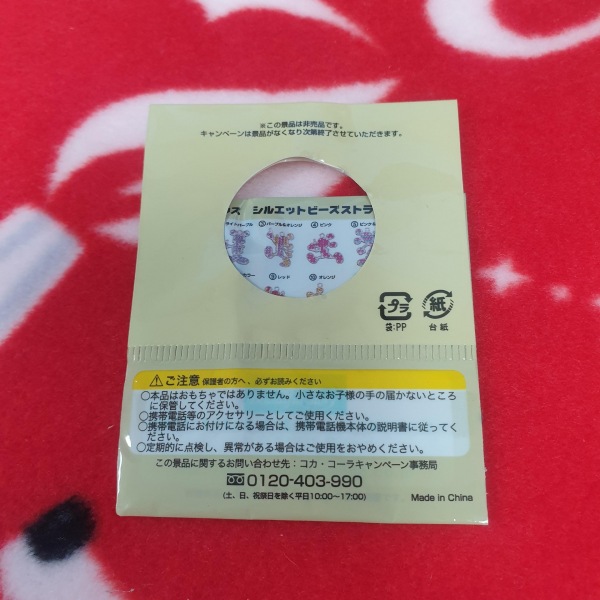 ※この景品は非売品です。
キャンペーンは景品がなくなり次第終了させていただきます。
シルエットビーズストラ
③パープル&オレンジ ④ピンク
⑨レッド ⑩オレンジ
プラ 紙
袋:PP 台紙
ご注意 保護者の方へ、必ずお読みください
○本品はおもちゃではありません。小さなお子様の手の届かないところ
に保管してください。
○携帯電話等のアクセサリーとしてご使用ください。
○携帯電話にお付けになる場合は、携帯電話機本体の説明書に従ってく
ださい。
○定期的に点検し、異常がある場合はご使用をおやめください。
この景品に関するお問い合わせ先：コカ・コーラキャンペーン事務局
0120-403-990
(土、日、祝祭日を除く平日10:00〜17:00)
Made in China